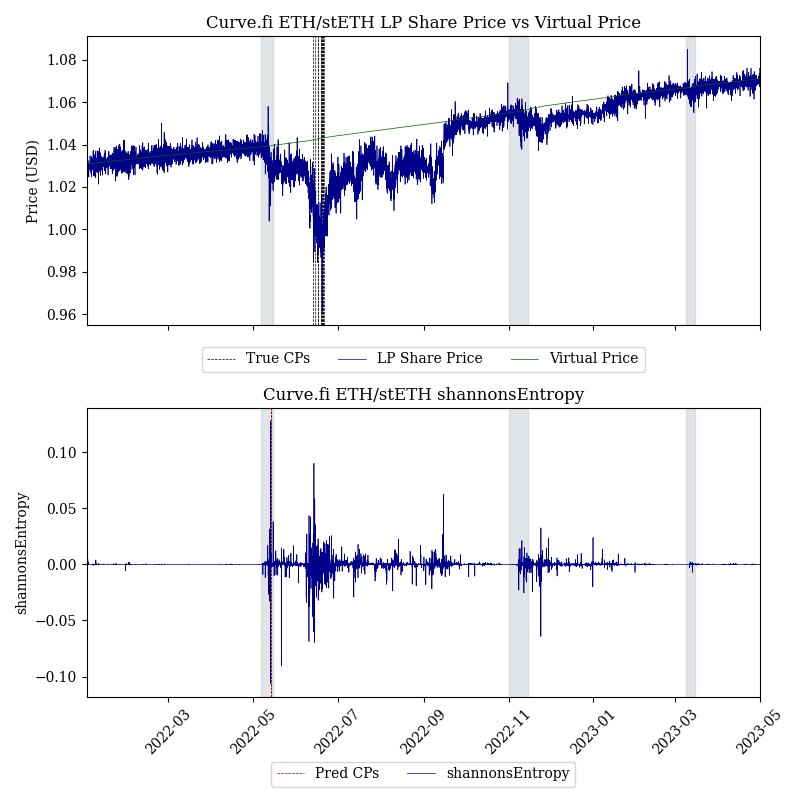 Curve.fi ETH/stETH LP Share Price vs Virtual Price
1.08
1.06
1.04
1.02
1.00
0.98
0.96
Price (USD)
True CPs
LP Share Price
Virtual Price
Curve.fi ETH/stETH shannonsEntropy
0.10
0.05
0.00
−0.05
−0.10
shannonsEntropy
2022-03
2022-05
2022-07
2022-09
2022-11
2023-01
2023-03
2023-05
Pred CPs
shannonsEntropy